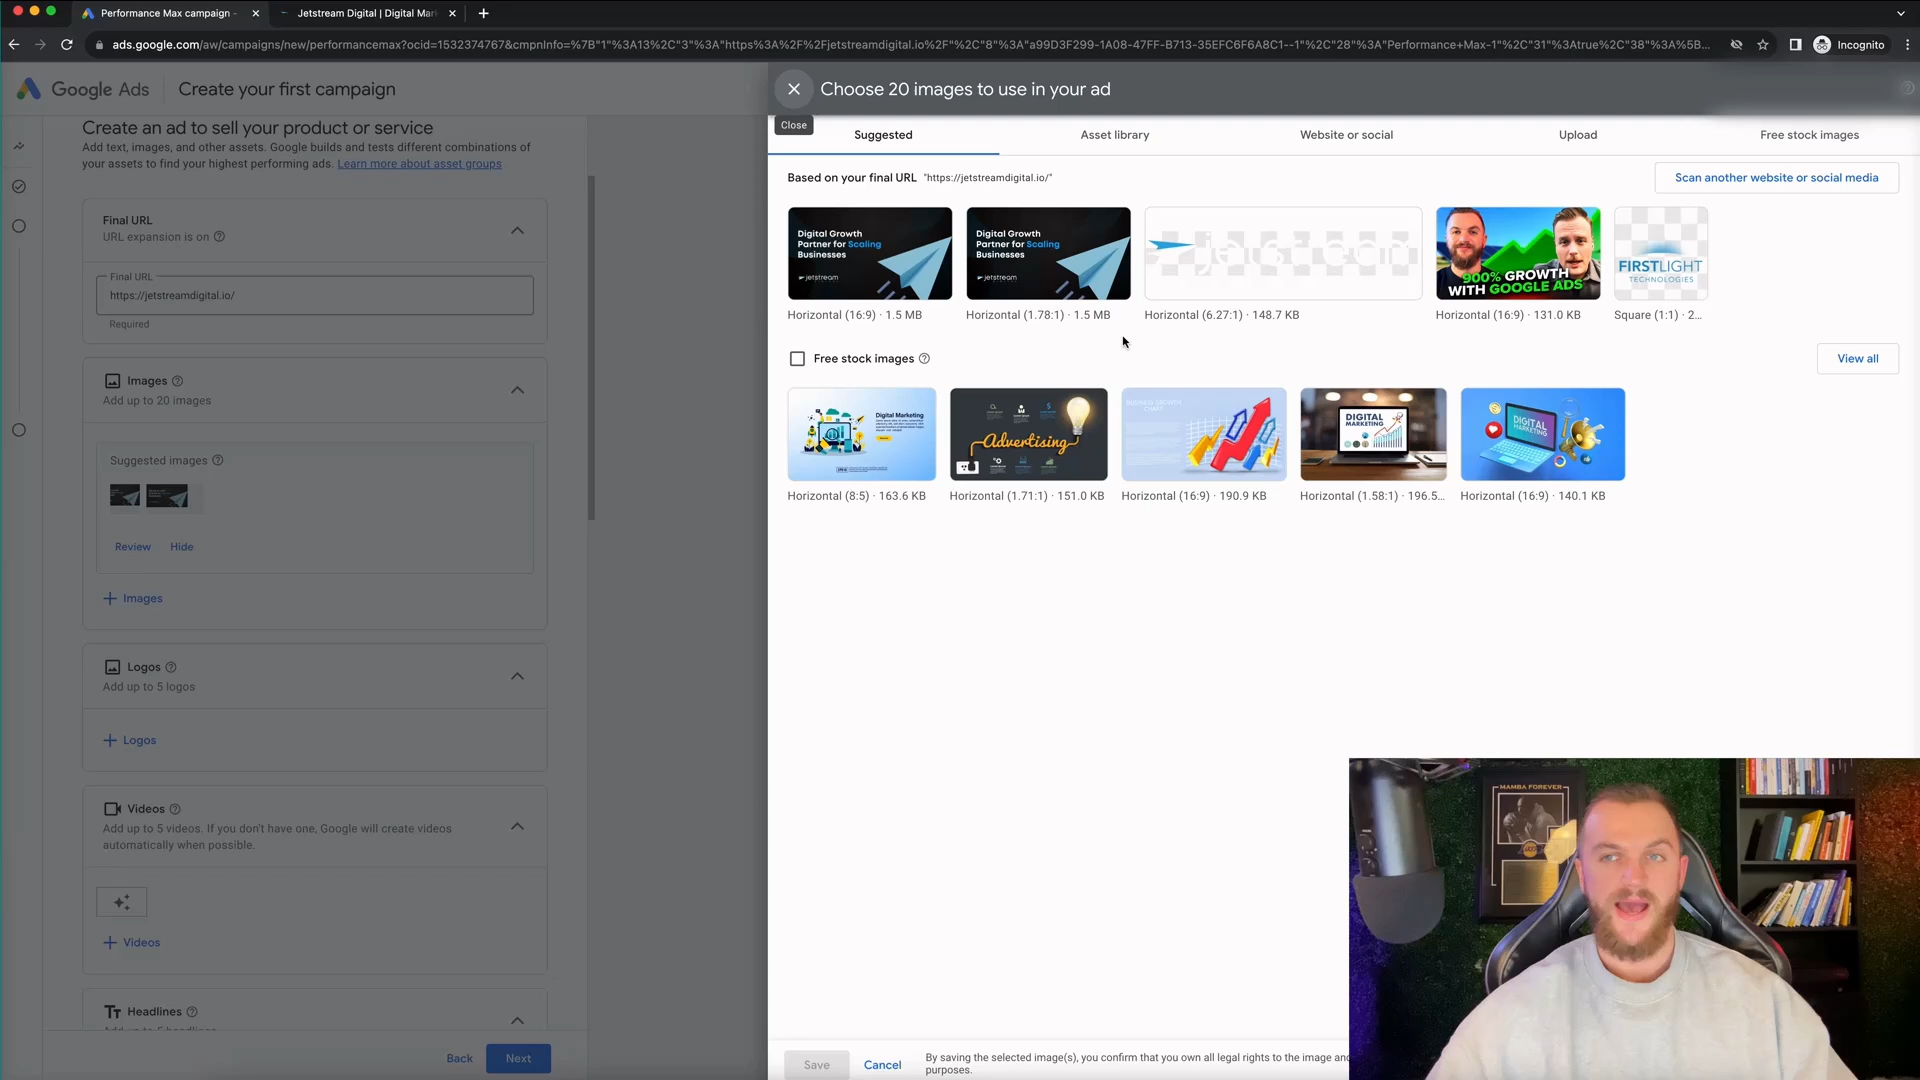 Performance Max campaign -
Jetstream Digital | Digital Mar
ads.google.com/aw/campaigns/new/performancemax?ocid=1532374767&cmpnInfo=%7B"1"%3A13%2C"3"%3A"https%3A%2F%2Fjetstreamdigital.io%2F"%2C"8"%3A"a99D3F299-1A08-47FF-B713-35EFC6F6A8C1--1"%2C"28"%3A"Performance+Max-1"%2C"31"%3Atrue%2C"38"%3A%5B...
Incognito
Google Ads
Create your first campaign
Create an ad to sell your product or service
Add text, images, and other assets. Google builds and tests different combinations of
your assets to find your highest performing ads. Learn more about asset groups
Final URL
URL expansion is on
Final URL
https://jetstreamdigital.io/
Required
Images
Add up to 20 images
Suggested images
Review Hide
Images
Logos
Add up to 5 logos
Logos
Videos
Add up to 5 videos. If you don't have one, Google will create videos
automatically when possible.
Videos
Headlines
Add up to 5 headlines
Back Next
Choose 20 images to use in your ad
Close
Suggested Asset library Website or social Upload Free stock images
Based on your final URL "https://jetstreamdigital.io/"
Scan another website or social media
Digital Growth
Partner for Scaling
Businesses
jetstream
Horizontal (16:9) · 1.5 MB
Digital Growth
Partner for Scaling
Businesses
jetstream
Horizontal (1.78:1) · 1.5 MB
jetstream
Horizontal (6.27:1) · 148.7 KB
900% GROWTH
WITH GOOGLE ADS
Horizontal (16:9) · 131.0 KB
FIRSTLIGHT
TECHNOLOGIES
Square (1:1) · 2...
Free stock images
View all
Digital Marketing
Horizontal (8:5) · 163.6 KB
Advertising
Horizontal (1.71:1) · 151.0 KB
BUSINESS GROWTH
CHART
Horizontal (16:9) · 190.9 KB
DIGITAL
MARKETING
Horizontal (1.58:1) · 196.5...
DIGITAL
MARKETING
Horizontal (16:9) · 140.1 KB
MAMBA FOREVER
Save Cancel
By saving the selected image(s), you confirm that you own all legal rights to the image and
purposes.